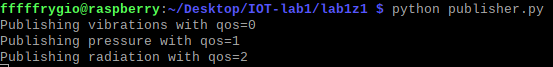 fffffrygio@raspberry:~/Desktop/IOT-lab1/lab1z1 $ python publisher.py
Publishing vibrations with qos=0
Publishing pressure with qos=1
Publishing radiation with qos=2